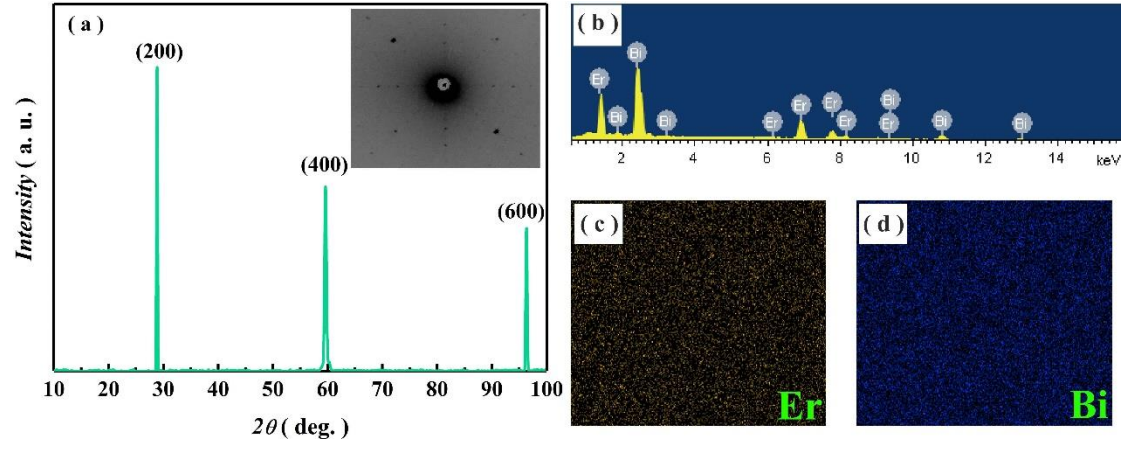 ( a )
(200)
(400)
(600)
Intensity ( a. u. )
10 20 30 40 50 60 70 80 90 100
2θ ( deg. )
( b )
Er
Bi
Bi
Bi
Er
Er
Er
Er
Bi
Er
Bi
Bi
2 4 6 8 10 12 14
keV
( c )
Er
( d )
Bi